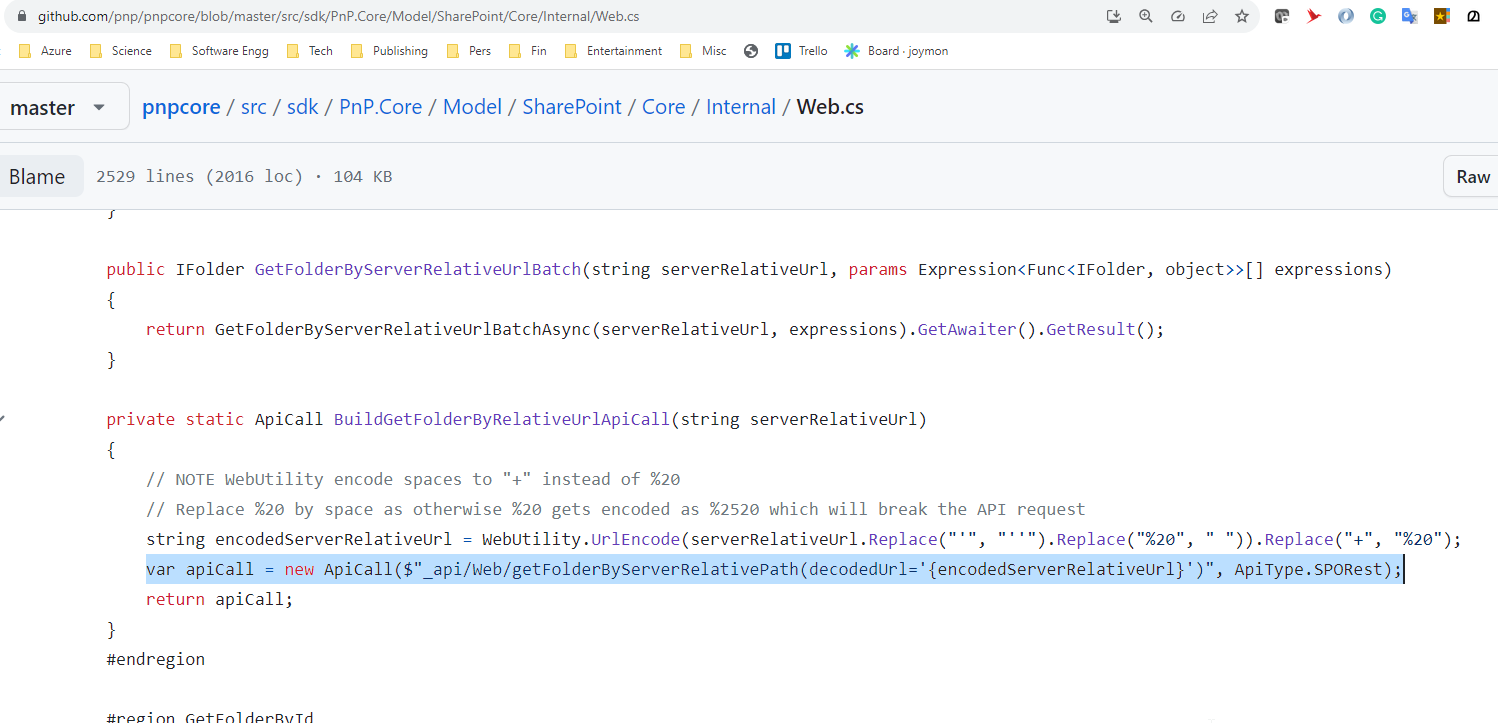 github.com/pnp/pnpcore/blob/master/src/sdk/PnP.Core/Model/SharePoint/Core/Internal/Web.cs
Azure Science Software Engg Tech Publishing Pers Fin Entertainment Misc Trello Board · joymon
master pnpcore / src / sdk / PnP.Core / Model / SharePoint / Core / Internal / Web.cs
Blame 2529 lines (2016 loc) · 104 KB Raw
}
public IFolder GetFolderByServerRelativeUrlBatch(string serverRelativeUrl, params Expression<Func<IFolder, object>>[] expressions)
{
return GetFolderByServerRelativeUrlBatchAsync(serverRelativeUrl, expressions).GetAwaiter().GetResult();
}
private static ApiCall BuildGetFolderByRelativeUrlApiCall(string serverRelativeUrl)
{
// NOTE WebUtility encode spaces to "+" instead of %20
// Replace %20 by space as otherwise %20 gets encoded as %2520 which will break the API request
string encodedServerRelativeUrl = WebUtility.UrlEncode(serverRelativeUrl.Replace("'", "''").Replace("%20", " ")).Replace("+", "%20");
var apiCall = new ApiCall($"_api/Web/getFolderByServerRelativePath(decodedUrl='{encodedServerRelativeUrl}')", ApiType.SPORest);
return apiCall;
}
#endregion
#region GetFolderById